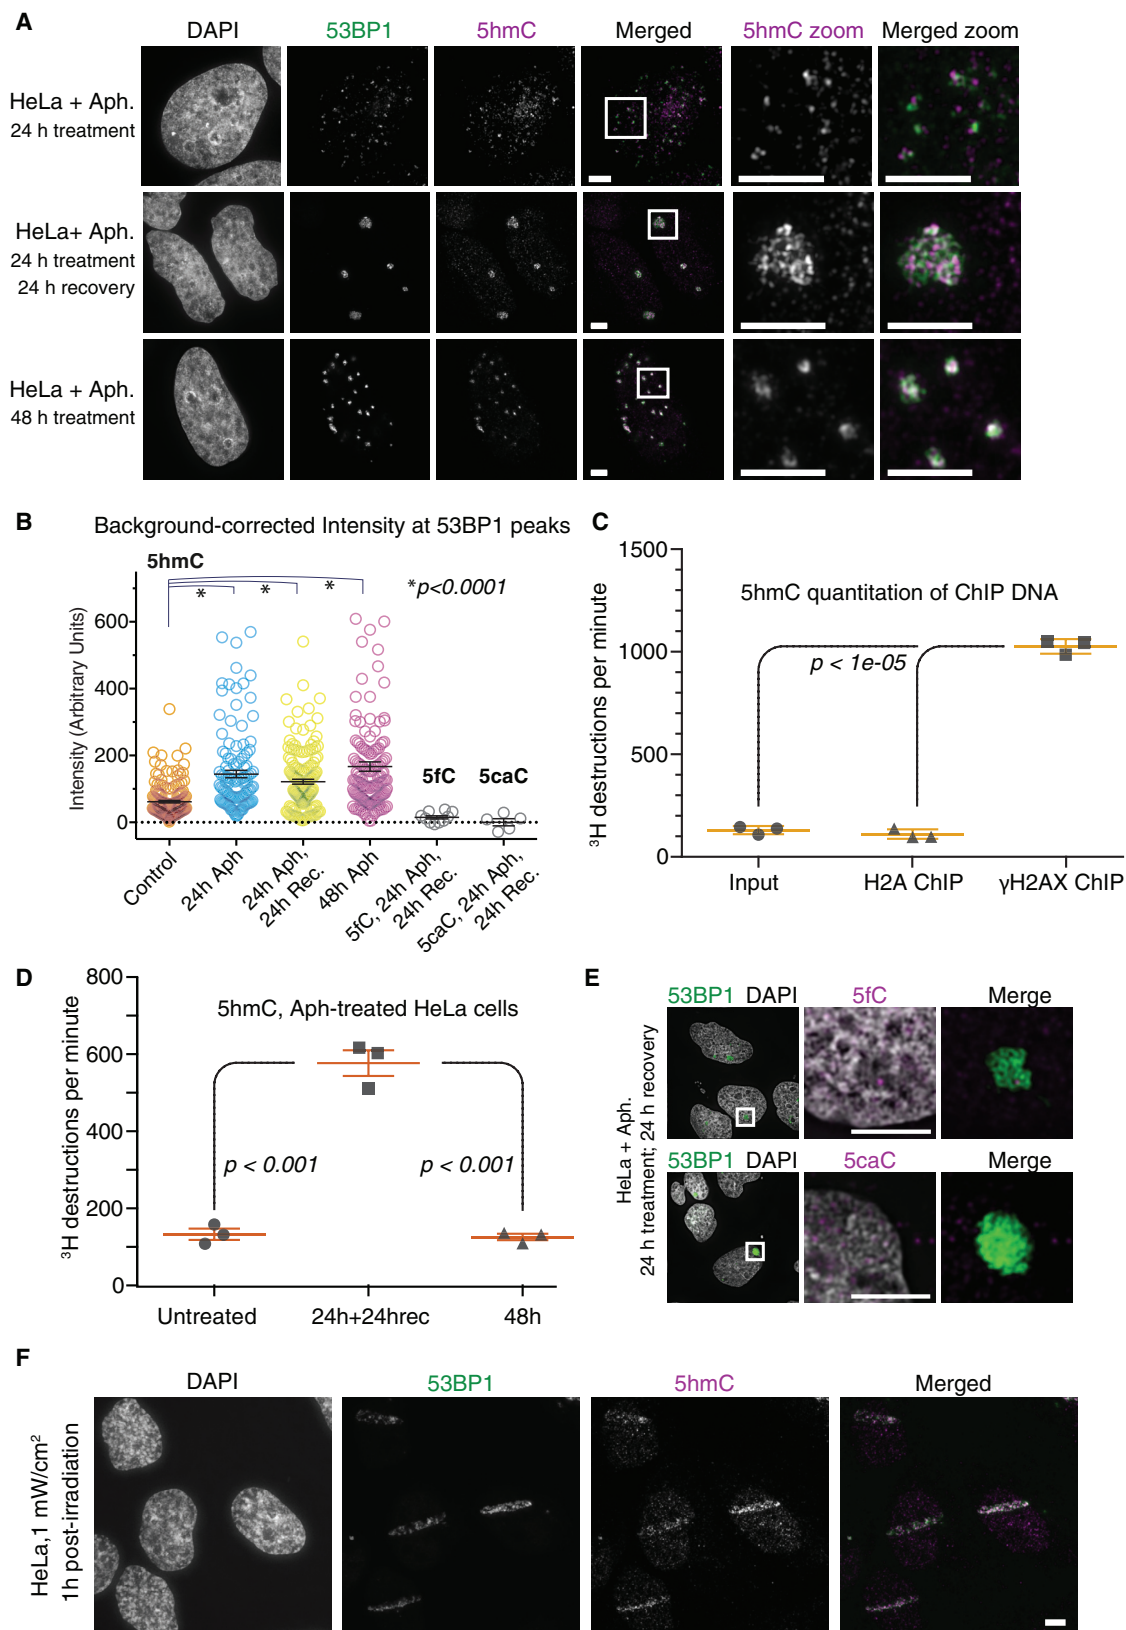 A
DAPI
53BP1
5hmC
Merged
5hmC zoom
Merged zoom
HeLa + Aph.
24 h treatment
HeLa+ Aph.
24 h treatment
24 h recovery
HeLa + Aph.
48 h treatment
B
Background-corrected Intensity at 53BP1 peaks
5hmC
*p<0.0001
*
*
*
Intensity (Arbitrary Units)
600
400
200
0
5fC
5caC
Control
24h Aph
24h Aph,
24h Rec.
48h Aph
5fC, 24h Aph,
24h Rec.
5caC, 24h Aph,
24h Rec.
C
5hmC quantitation of ChIP DNA
³H destructions per minute
1500
1000
500
0
p < 1e-05
Input
H2A ChIP
γH2AX ChIP
D
5hmC, Aph-treated HeLa cells
³H destructions per minute
800
600
400
200
0
p < 0.001
p < 0.001
Untreated
24h+24hrec
48h
E
53BP1 DAPI
5fC
Merge
53BP1 DAPI
5caC
Merge
HeLa + Aph.
24 h treatment; 24 h recovery
F
DAPI
53BP1
5hmC
Merged
HeLa,1 mW/cm²
1h post-irradiation